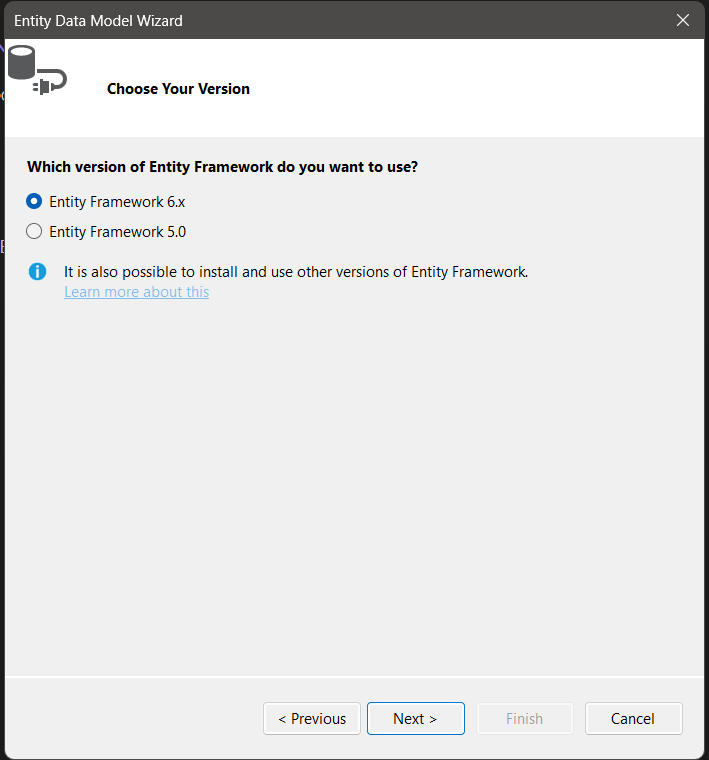 Entity Data Model Wizard
Choose Your Version
Which version of Entity Framework do you want to use?
Entity Framework 6.x
Entity Framework 5.0
It is also possible to install and use other versions of Entity Framework.
Learn more about this
< Previous
Next >
Finish
Cancel